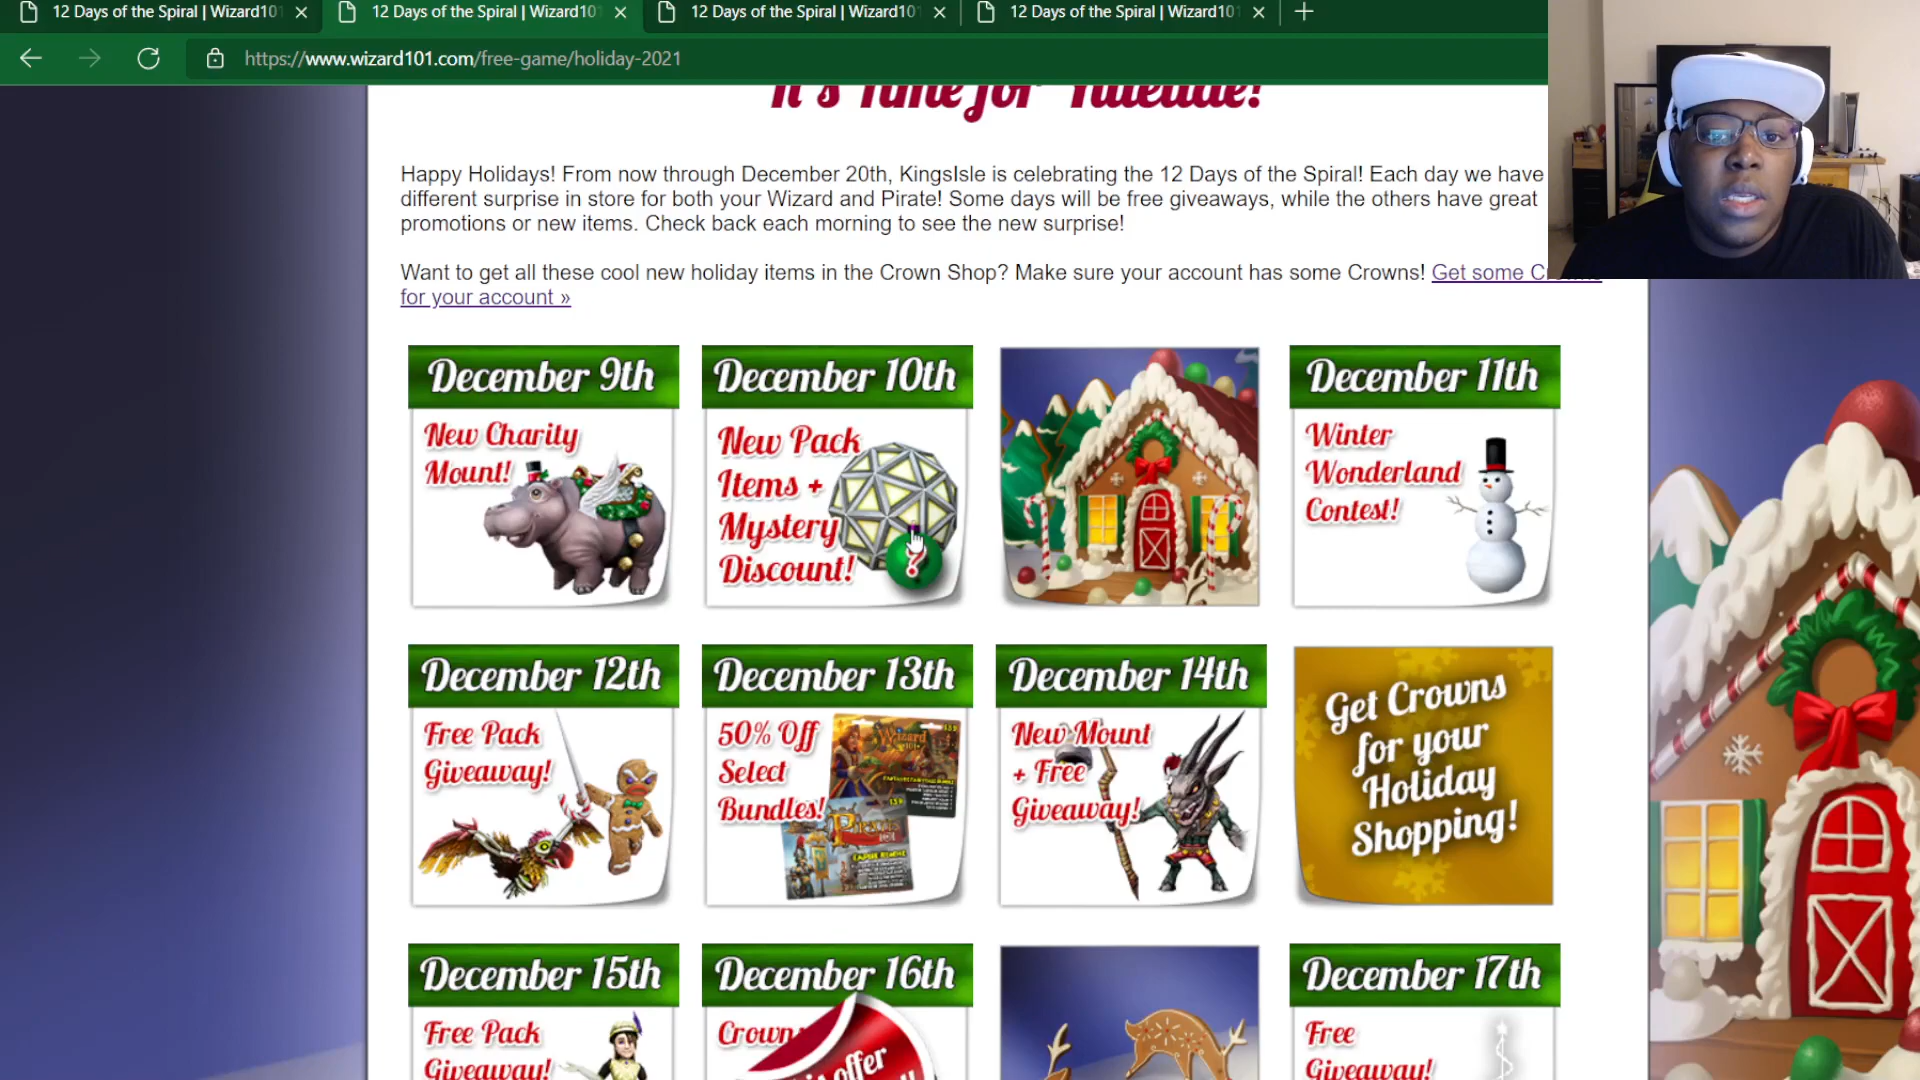 12 Days of the Spiral | Wizard101
12 Days of the Spiral | Wizard101
12 Days of the Spiral | Wizard101
12 Days of the Spiral | Wizard101
https://www.wizard101.com/free-game/holiday-2021
It's Time for Yuletide!
Happy Holidays! From now through December 20th, KingsIsle is celebrating the 12 Days of the Spiral! Each day we have
different surprise in store for both your Wizard and Pirate! Some days will be free giveaways, while the others have great
promotions or new items. Check back each morning to see the new surprise!
Want to get all these cool new holiday items in the Crown Shop? Make sure your account has some Crowns! Get some
for your account »
December 9th
New Charity
Mount!
December 10th
New Pack
Items +
Mystery
Discount!
?
December 11th
Winter
Wonderland
Contest!
December 12th
Free Pack
Giveaway!
December 13th
50% Off
Select
Bundles!
Wizard
101
Pirate
101
December 14th
New Mount
+ Free
Giveaway!
Get Crowns
for your
Holiday
Shopping!
December 15th
Free Pack
Giveaway!
December 16th
Crown
offer
December 17th
Free
Giveaway!